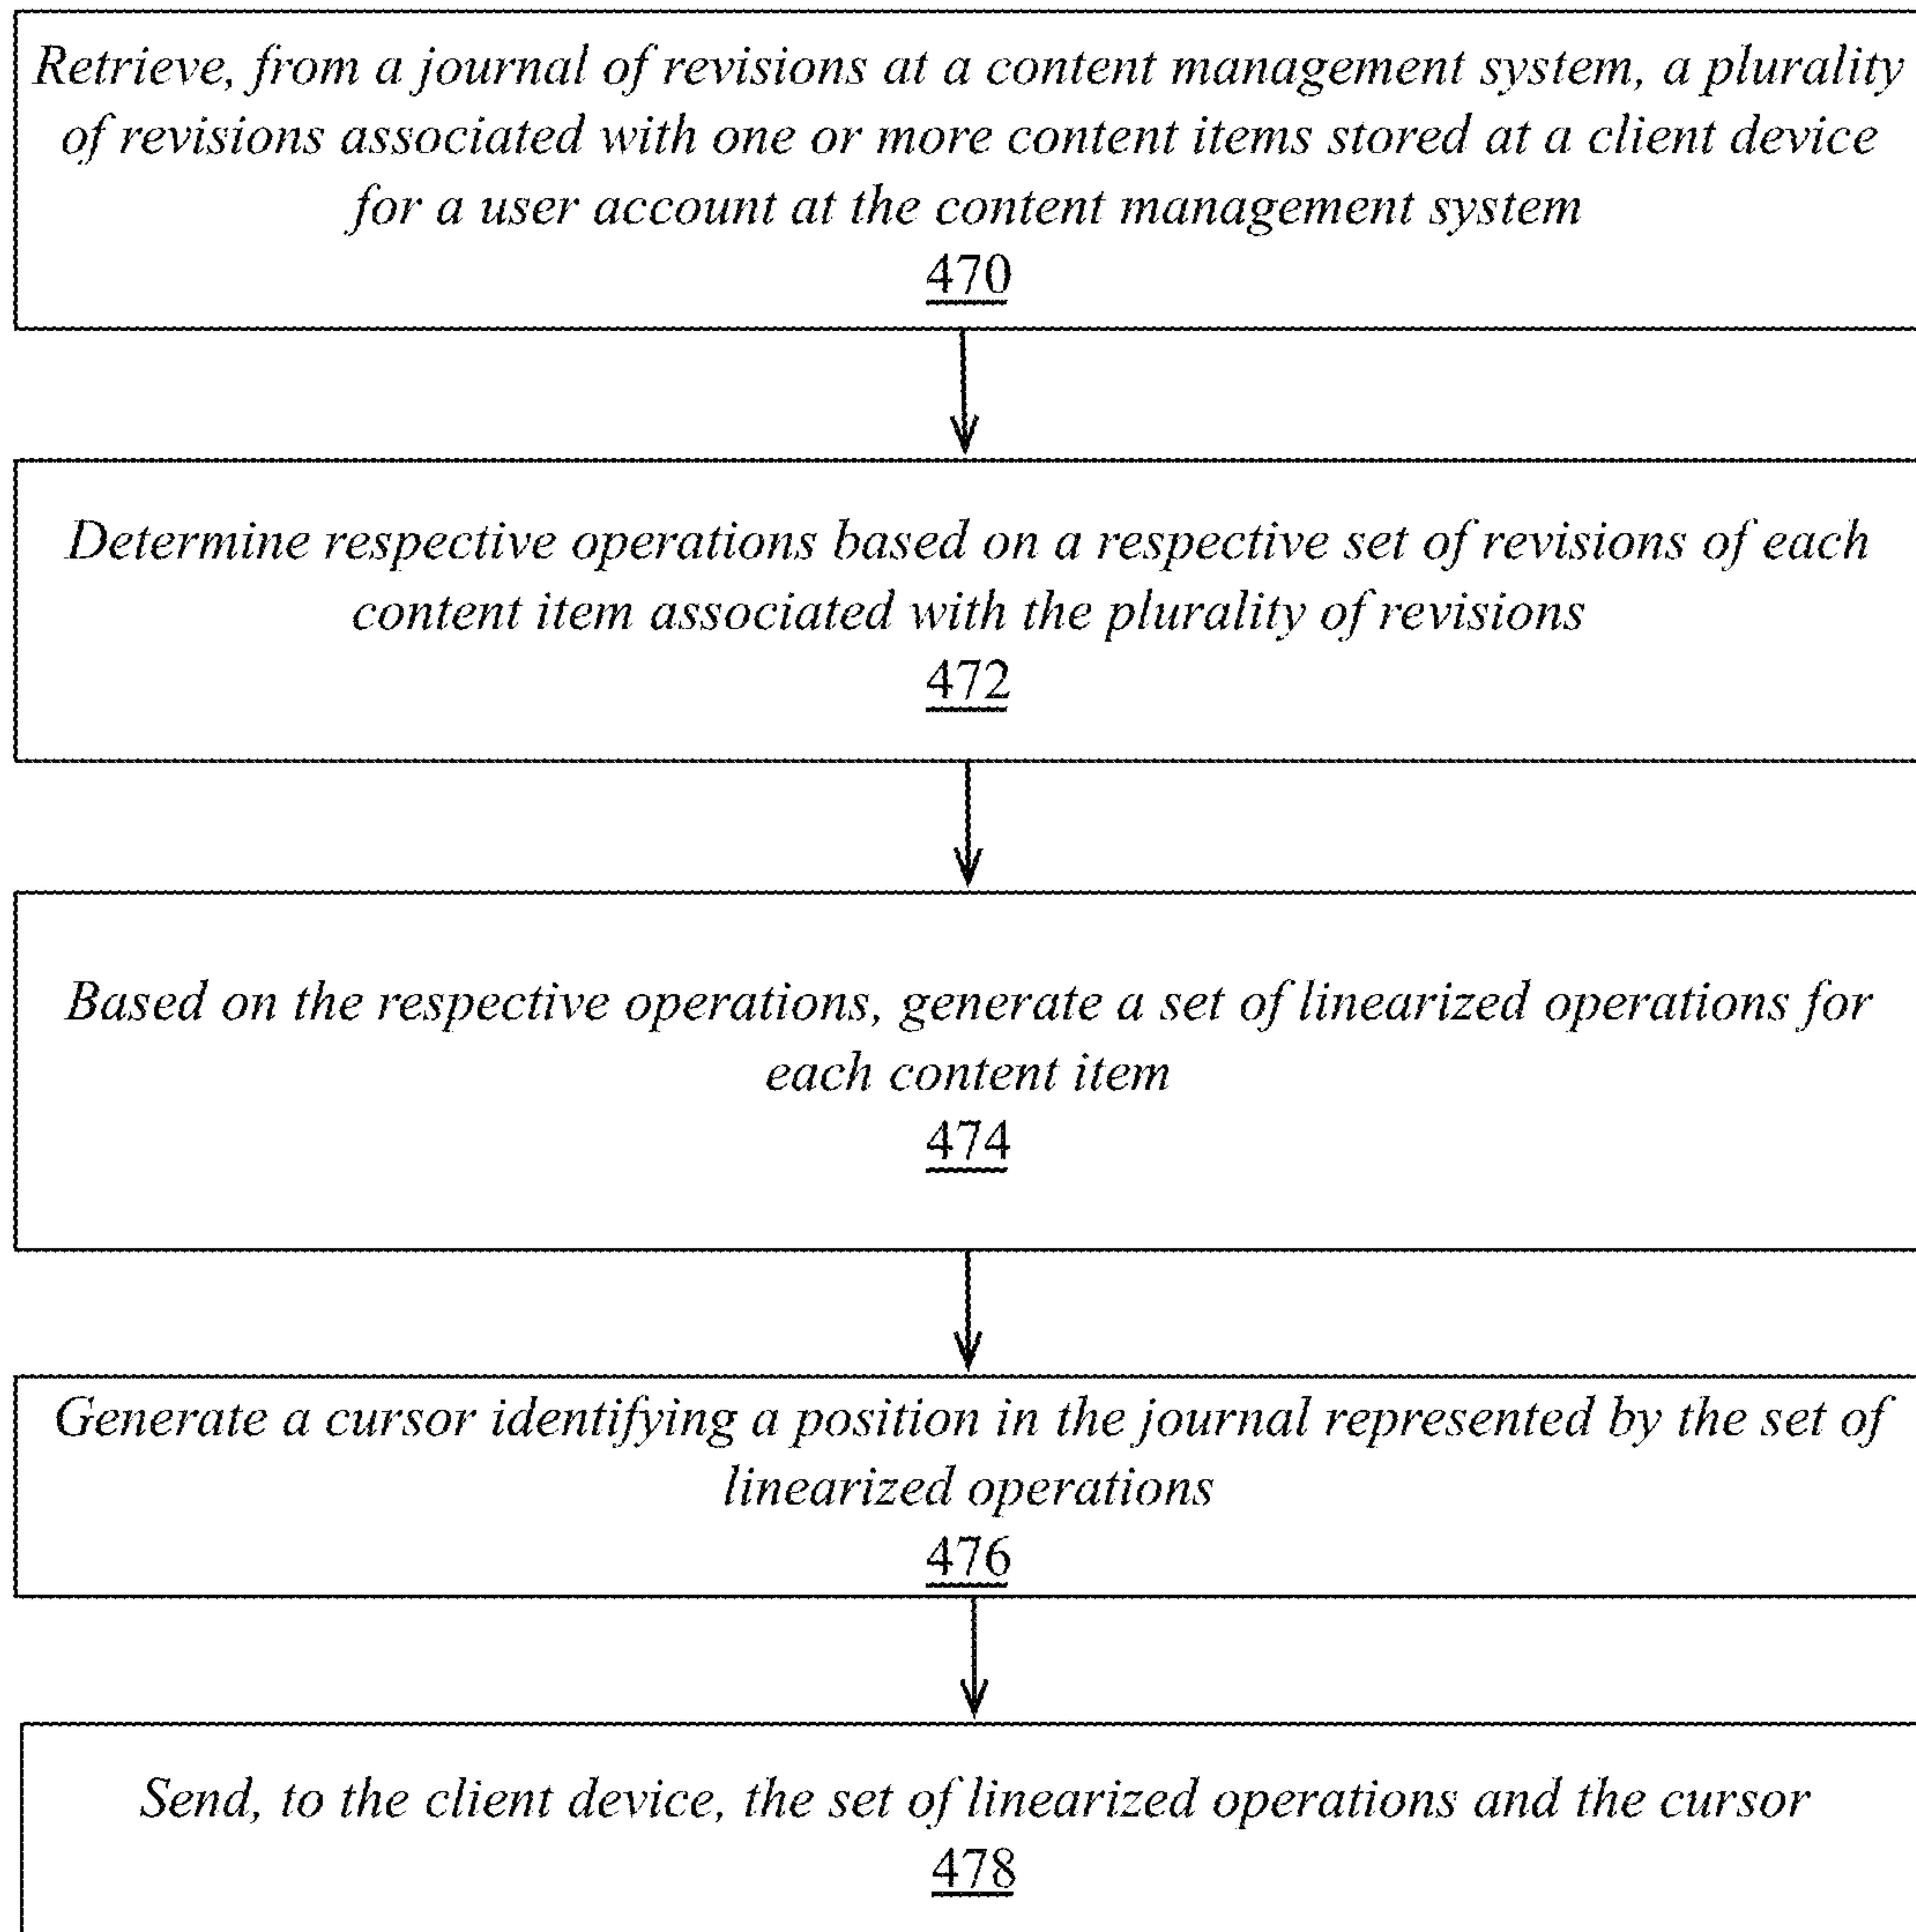 Retrieve, from a journal of revisions at a content management system, a plurality
of revisions associated with one or more content items stored at a client device
for a user account at the content management system
470
Determine respective operations based on a respective set of revisions of each
content item associated with the plurality of revisions
472
Based on the respective operations, generate a set of linearized operations for
each content item
474
Generate a cursor identifying a position in the journal represented by the set of
linearized operations
476
Send, to the client device, the set of linearized operations and the cursor
478